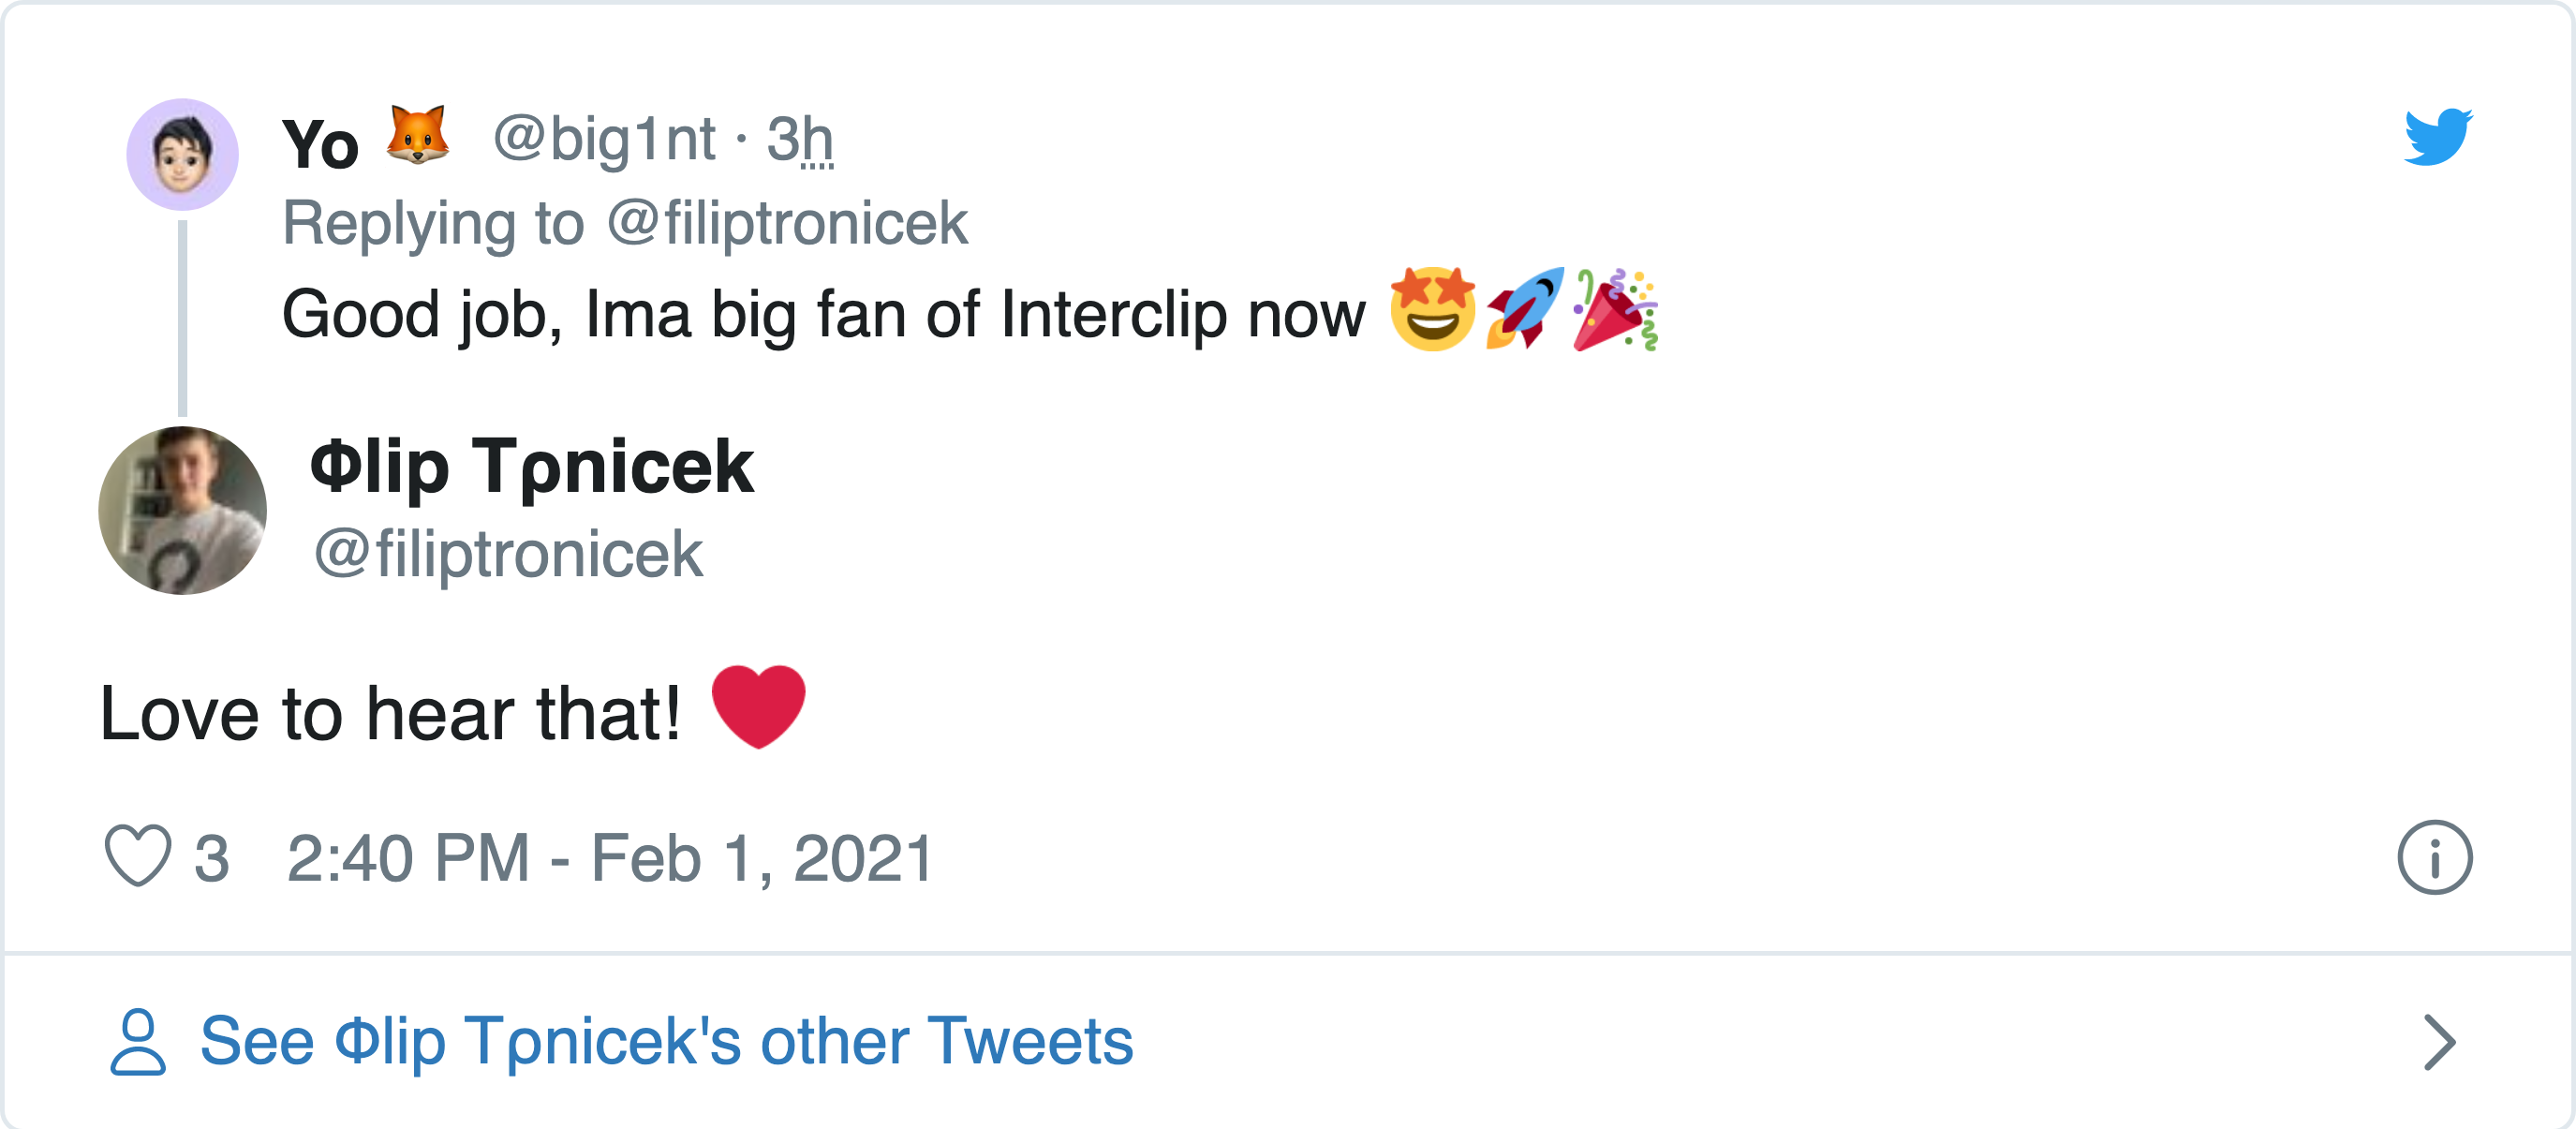 Yo 🦊 @big1nt · 3h
Replying to @filiptronicek
Good job, Ima big fan of Interclip now 🤩🚀🎉
Φlip Tρnicek
@filiptronicek
Love to hear that! ❤️
3 2:40 PM - Feb 1, 2021
See Φlip Tρnicek's other Tweets